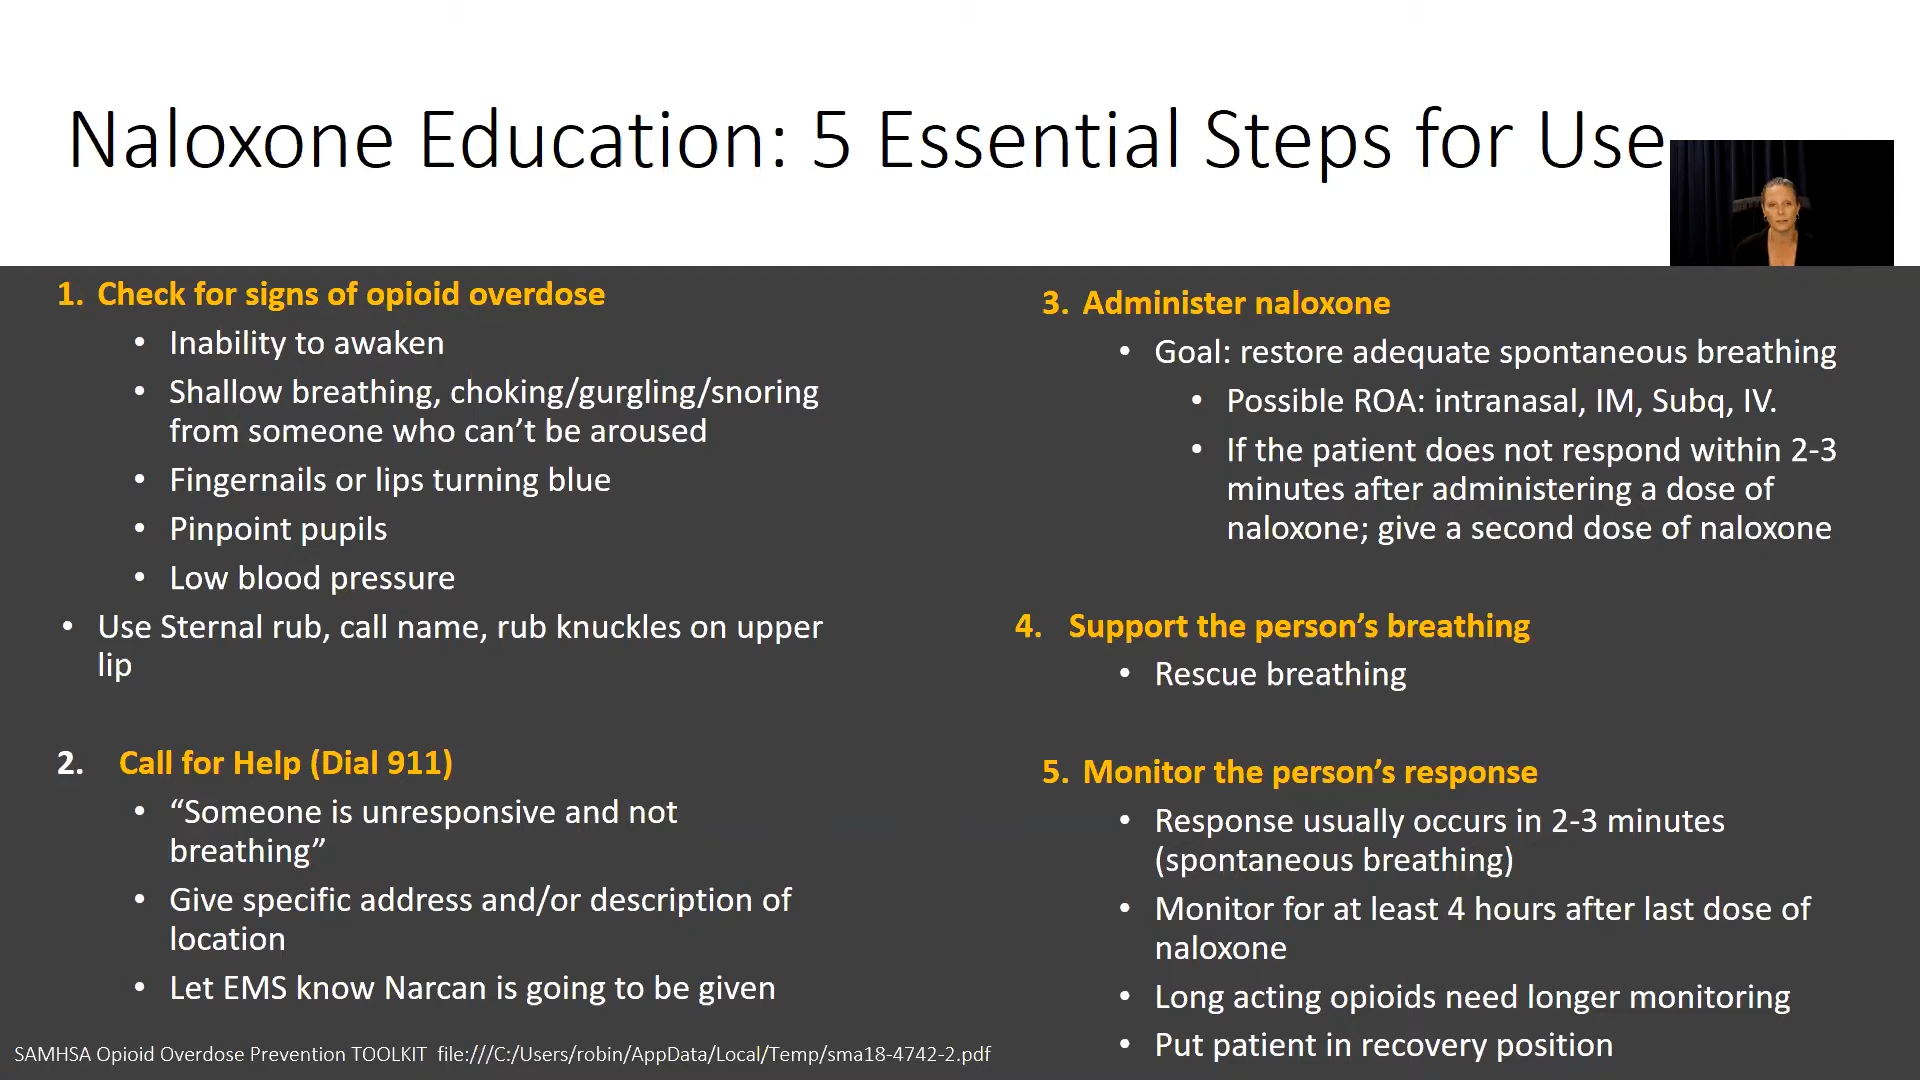 Naloxone Education: 5 Essential Steps for Use
1. Check for signs of opioid overdose
• Inability to awaken
• Shallow breathing, choking/gurgling/snoring
from someone who can’t be aroused
• Fingernails or lips turning blue
• Pinpoint pupils
• Low blood pressure
• Use Sternal rub, call name, rub knuckles on upper
lip
2. Call for Help (Dial 911)
• “Someone is unresponsive and not
breathing”
• Give specific address and/or description of
location
• Let EMS know Narcan is going to be given
3. Administer naloxone
• Goal: restore adequate spontaneous breathing
• Possible ROA: intranasal, IM, Subq, IV.
• If the patient does not respond within 2-3
minutes after administering a dose of
naloxone; give a second dose of naloxone
4. Support the person’s breathing
• Rescue breathing
5. Monitor the person’s response
• Response usually occurs in 2-3 minutes
(spontaneous breathing)
• Monitor for at least 4 hours after last dose of
naloxone
• Long acting opioids need longer monitoring
• Put patient in recovery position
SAMHSA Opioid Overdose Prevention TOOLKIT file:///C:/Users/robin/AppData/Local/Temp/sma18-4742-2.pdf